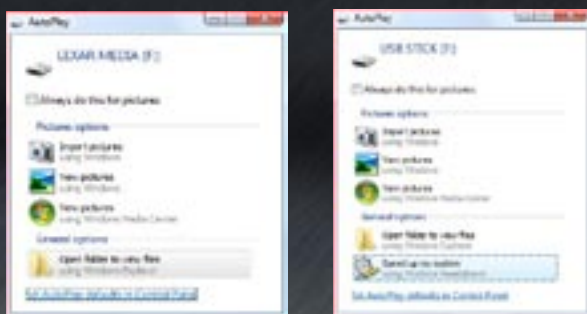 AutoPlay
LEXAR MEDIA (F:)
Always do this for pictures
Pictures options
Import pictures
using Windows
View pictures
using Windows
View pictures
using Windows Media Center
General options
Open folder to view files
using Windows Explorer
Set AutoPlay defaults in Control Panel
AutoPlay
USB STICK (F:)
Always do this for pictures
Pictures options
Import pictures
using Windows
View pictures
using Windows
View pictures
using Windows Media Center
General options
Open folder to view files
using Windows Explorer
Speed up my system
using Windows ReadyBoost
Set AutoPlay defaults in Control Panel